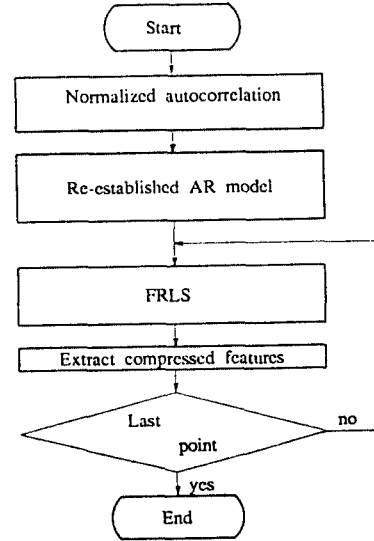 Start
Normalized autocorrelation
Re-established AR model
FRLS
Extract compressed features
Last
point
no
yes
End